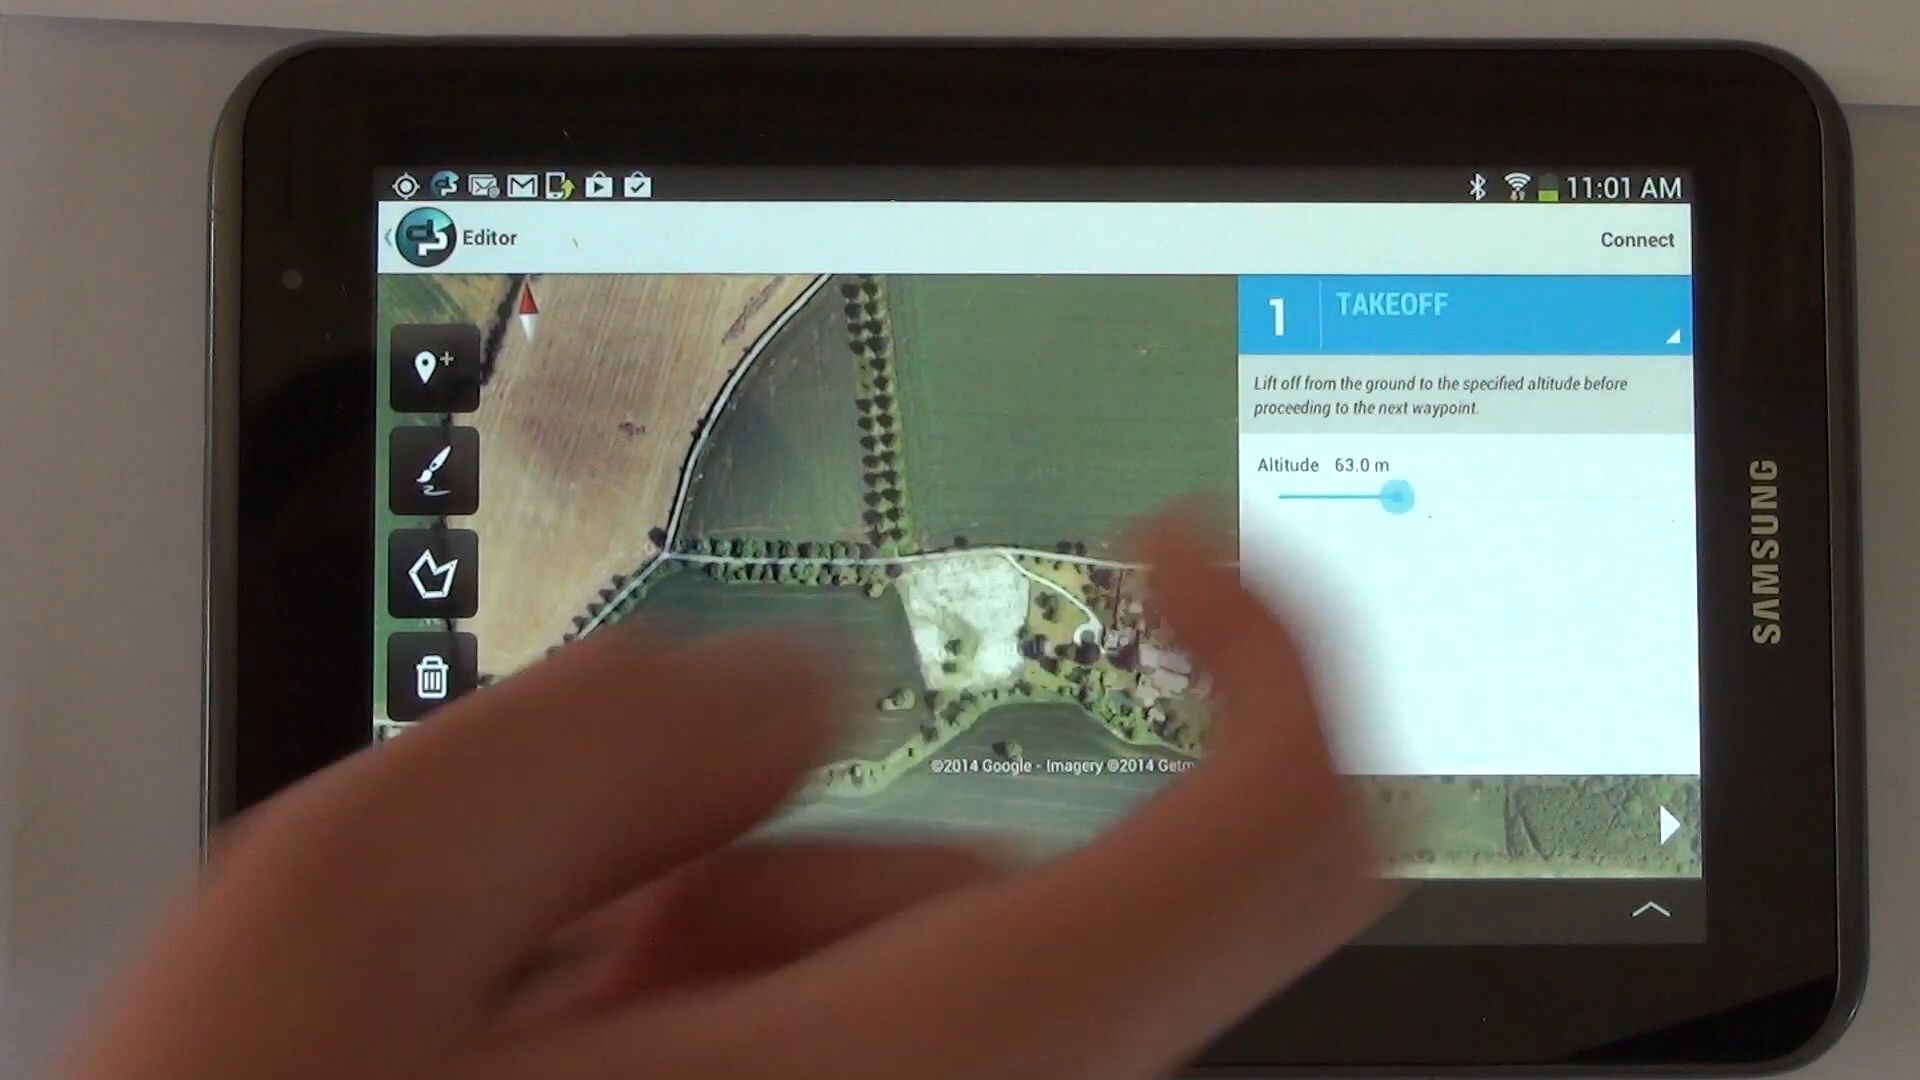 11:01 AM
Editor
Connect
1
TAKEOFF
Lift off from the ground to the specified altitude before
proceeding to the next waypoint.
Altitude 63.0 m
©2014 Google - Imagery ©2014
SAMSUNG